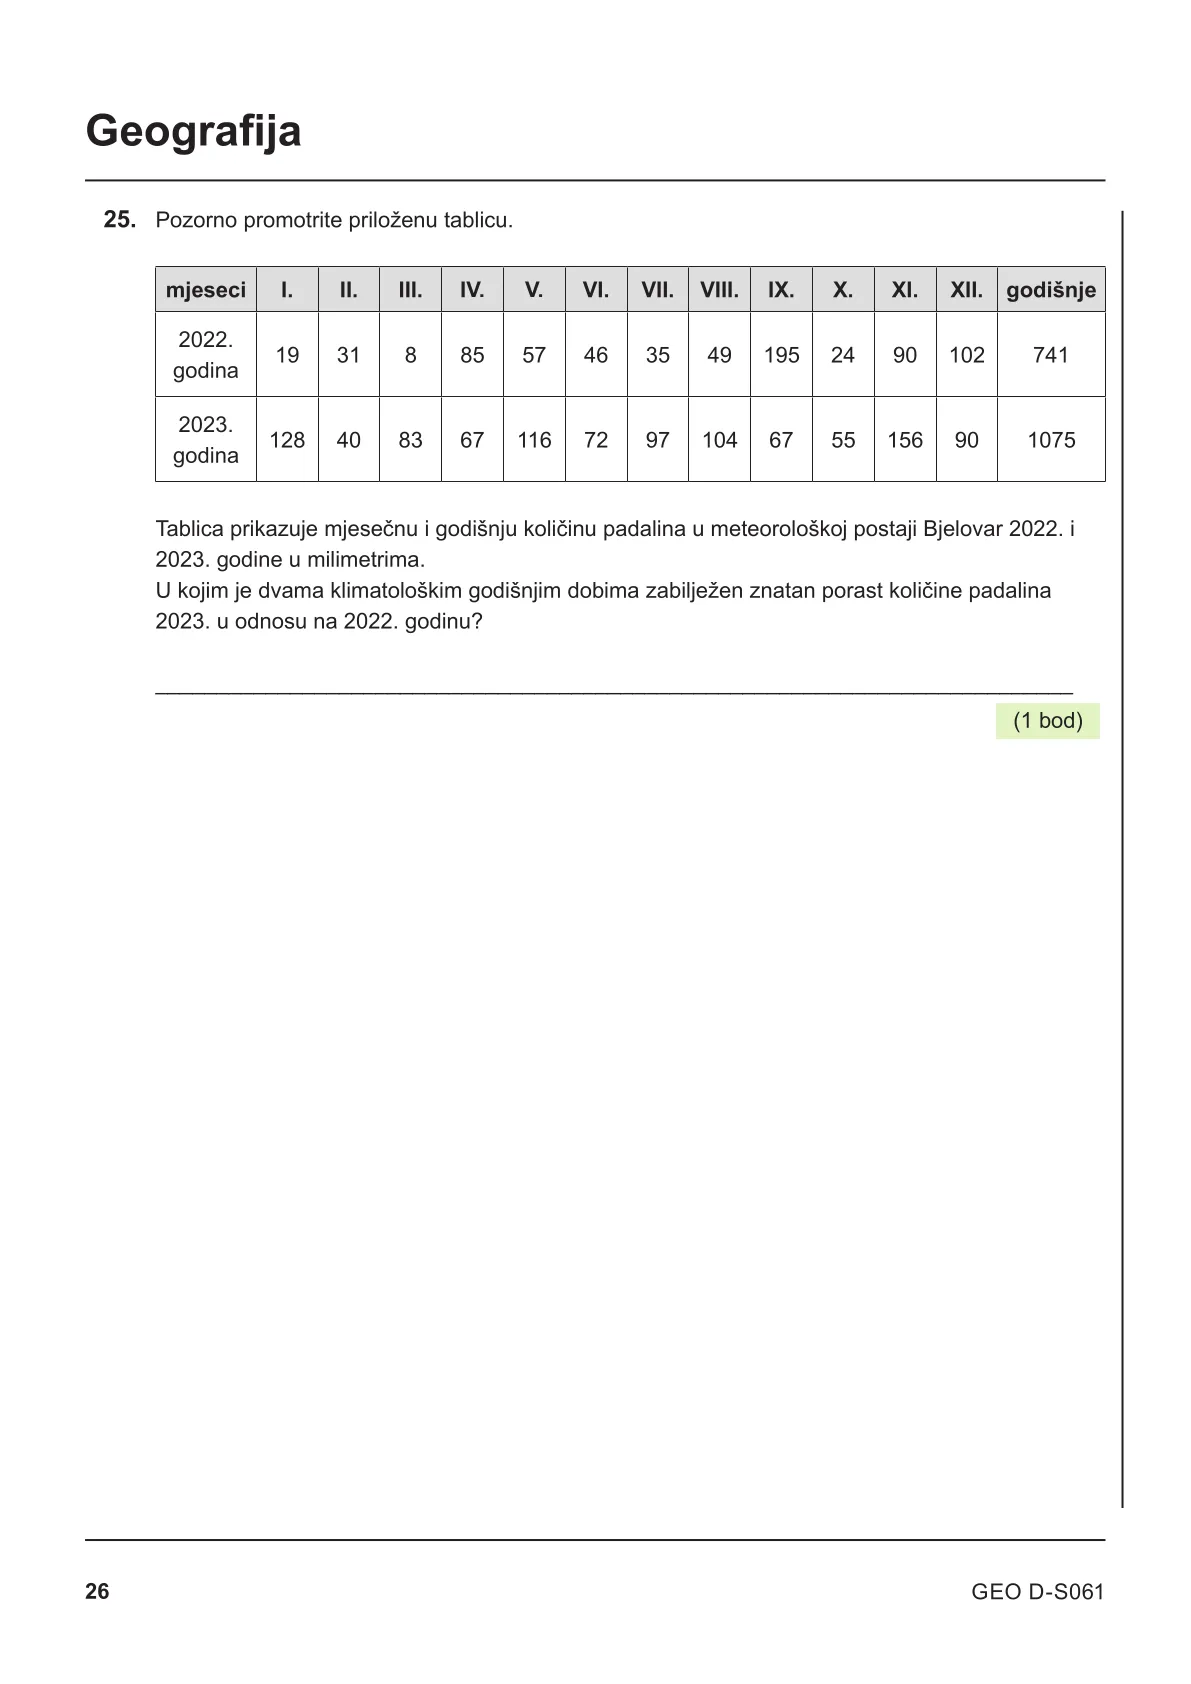 Geografija
25. Pozorno promotrite priloženu tablicu.
mjeseci I. II. III. IV. V. VI. VII. VIII. IX. X. XI. XII. godišnje
2022. godina 19 31 8 85 57 46 35 49 195 24 90 102 741
2023. godina 128 40 83 67 116 72 97 104 67 55 156 90 1075
Tablica prikazuje mjesečnu i godišnju količinu padalina u meteorološkoj postaji Bjelovar 2022. i
2023. godine u milimetrima.
U kojim je dvama klimatološkim godišnjim dobima zabilježen znatan porast količine padalina
2023. u odnosu na 2022. godinu?
(1 bod)
26
GEO D-S061